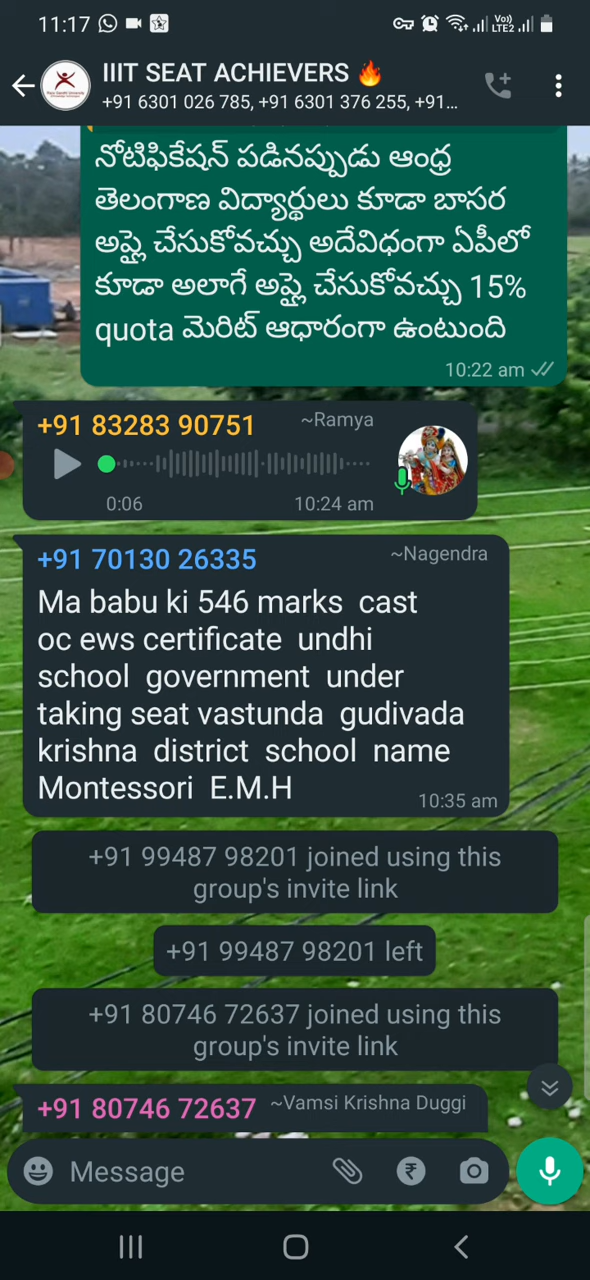 11:17
Vo)) LTE2
IIIT SEAT ACHIEVERS 🔥
+91 6301 026 785, +91 6301 376 255, +91...
నోటిఫికేషన్ పడినప్పుడు ఆంధ్ర
తెలంగాణ విద్యార్థులు కూడా బాసర
అప్లై చేసుకోవచ్చు అదేవిధంగా ఏపీలో
కూడా అలాగే అప్లై చేసుకోవచ్చు 15%
quota మెరిట్ ఆధారంగా ఉంటుంది
10:22 am
+91 83283 90751 ~Ramya
0:06 10:24 am
+91 70130 26335 ~Nagendra
Ma babu ki 546 marks cast
oc ews certificate undhi
school government under
taking seat vastunda gudivada
krishna district school name
Montessori E.M.H
10:35 am
+91 99487 98201 joined using this
group's invite link
+91 99487 98201 left
+91 80746 72637 joined using this
group's invite link
+91 80746 72637 ~Vamsi Krishna Duggi
Message